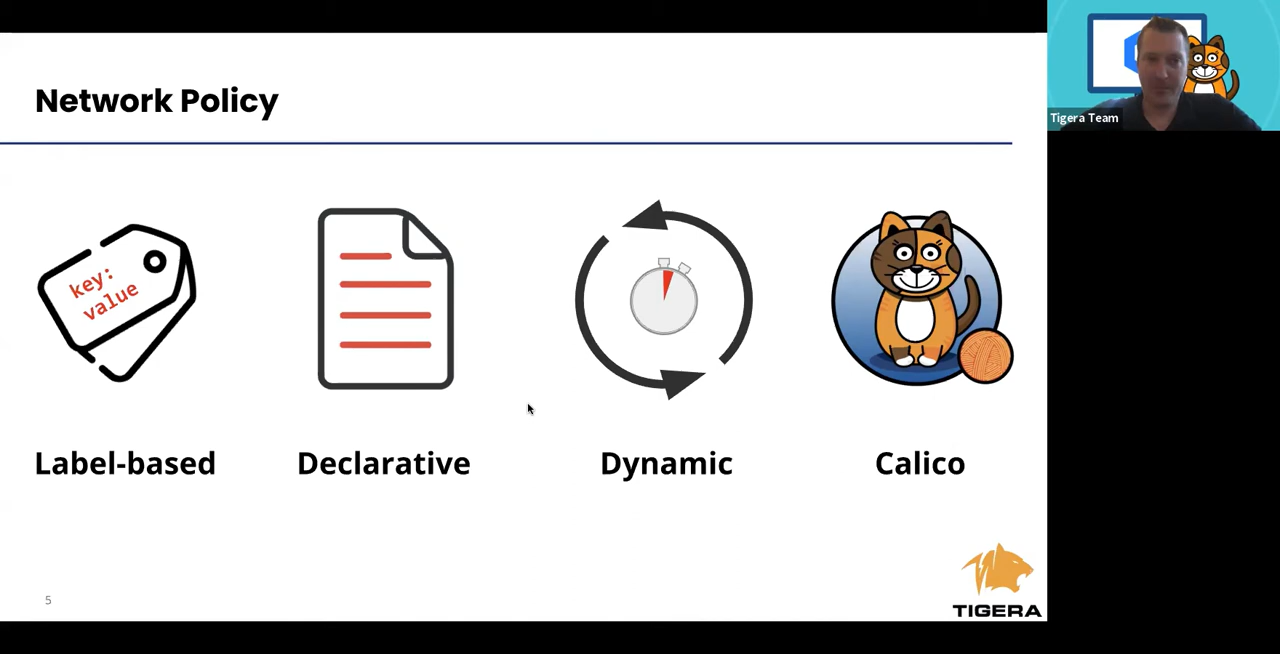 Network Policy
Tigera Team
key:
value
Label-based
Declarative
Dynamic
Calico
5
TIGERA